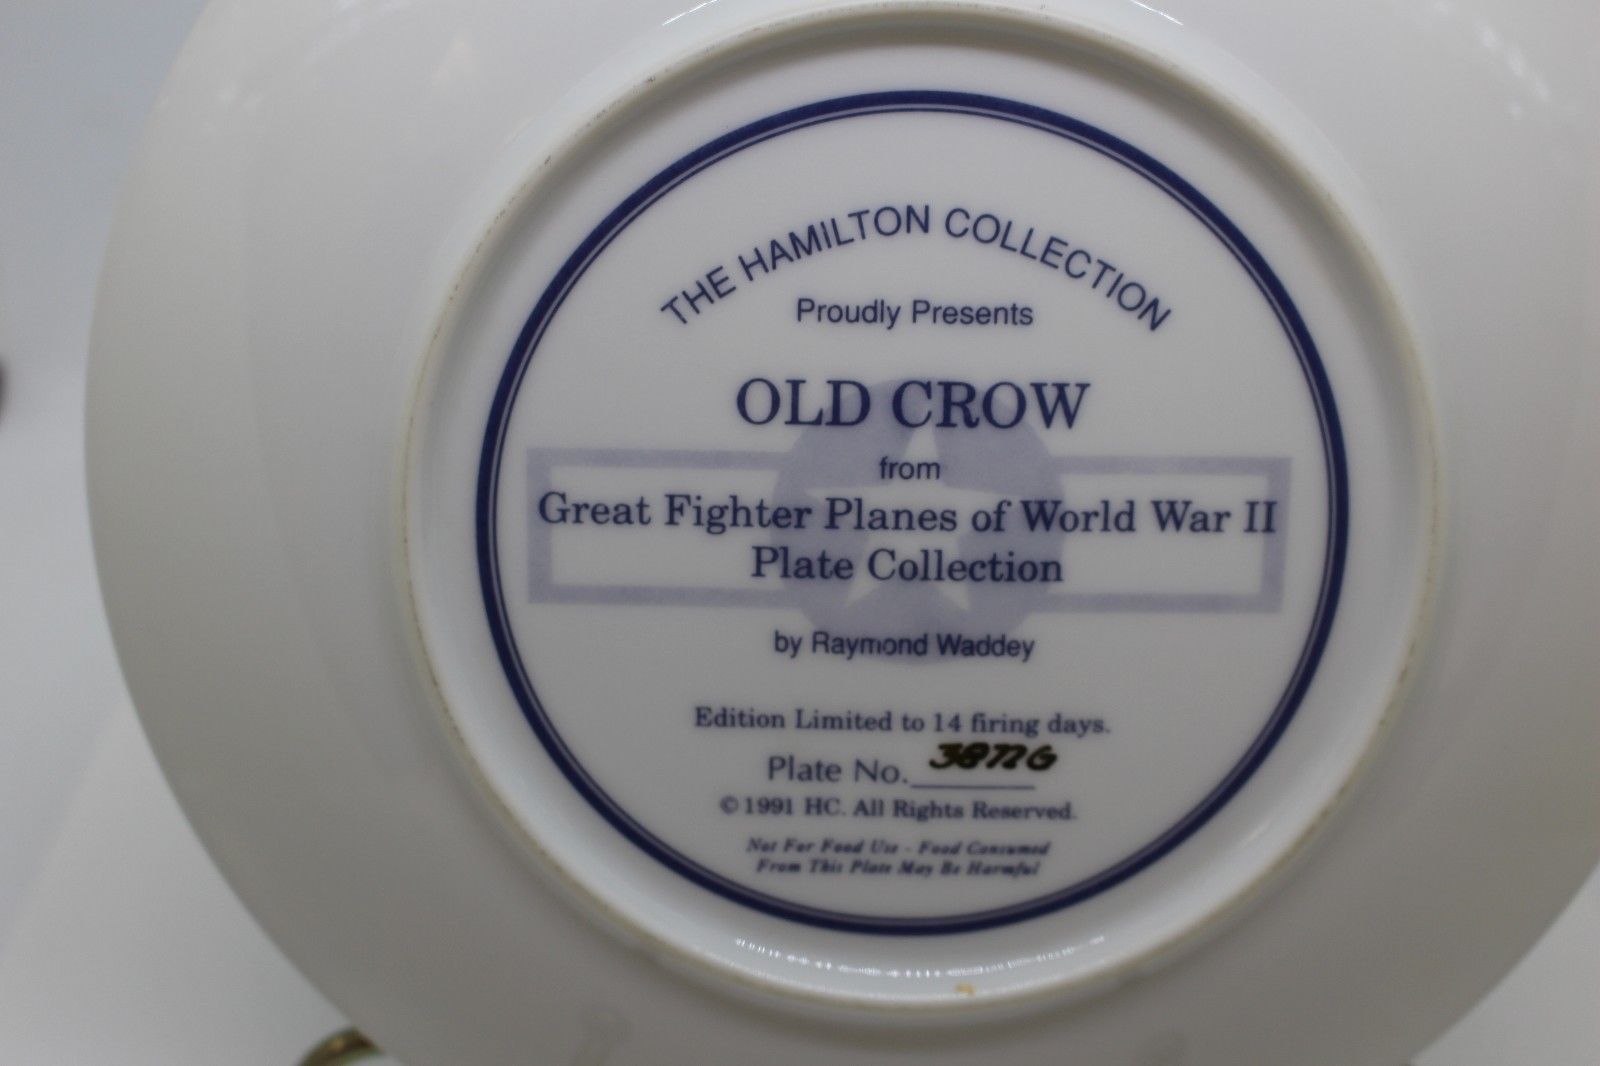 THE HAMILTON COLLECTION
Proudly Presents
OLD CROW
from
Great Fighter Planes of World War II
Plate Collection
by Raymond Waddey
Edition Limited to 14 firing days.
Plate No. 3872G
© 1991 HC. All Rights Reserved.
Not For Food Use - Food Consumed
From This Plate May Be Harmful